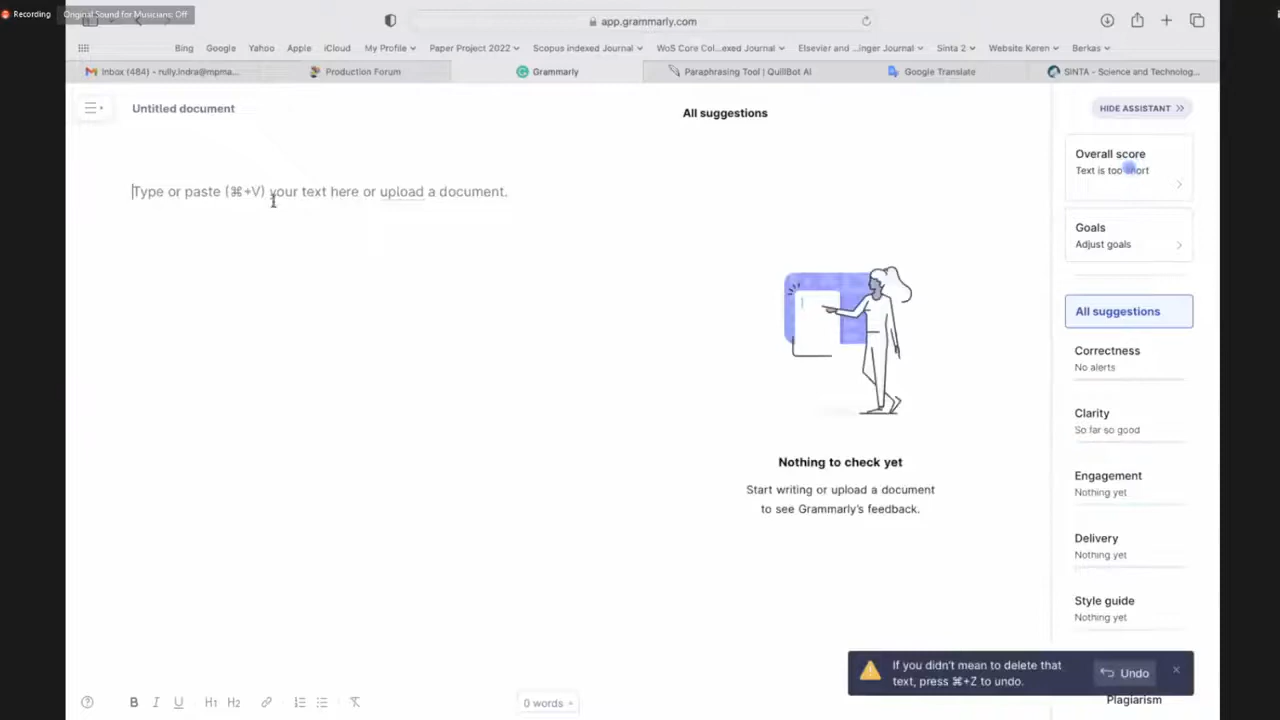 Recording
Original Sound for Musicians: Off
app.grammarly.com
Bing Google Yahoo Apple iCloud My Profile Paper Project 2022 Scopus indexed Journal WoS Core Col...exed Journal Elsevier and ...inger Journal Sinta 2 Website Keren Berkas
Inbox (484) - rully.indra@mpma...
Production Forum
Grammarly
Paraphrasing Tool | QuillBot AI
Google Translate
SINTA - Science and Technolog...
Untitled document
All suggestions
HIDE ASSISTANT
Type or paste (⌘+V) your text here or upload a document.
Overall score
Text is too short
Goals
Adjust goals
All suggestions
Correctness
No alerts
Clarity
So far so good
Engagement
Nothing yet
Delivery
Nothing yet
Style guide
Nothing yet
Nothing to check yet
Start writing or upload a document
to see Grammarly's feedback.
If you didn't mean to delete that
text, press ⌘+Z to undo.
Undo
Plagiarism
B I U H1 H2
0 words